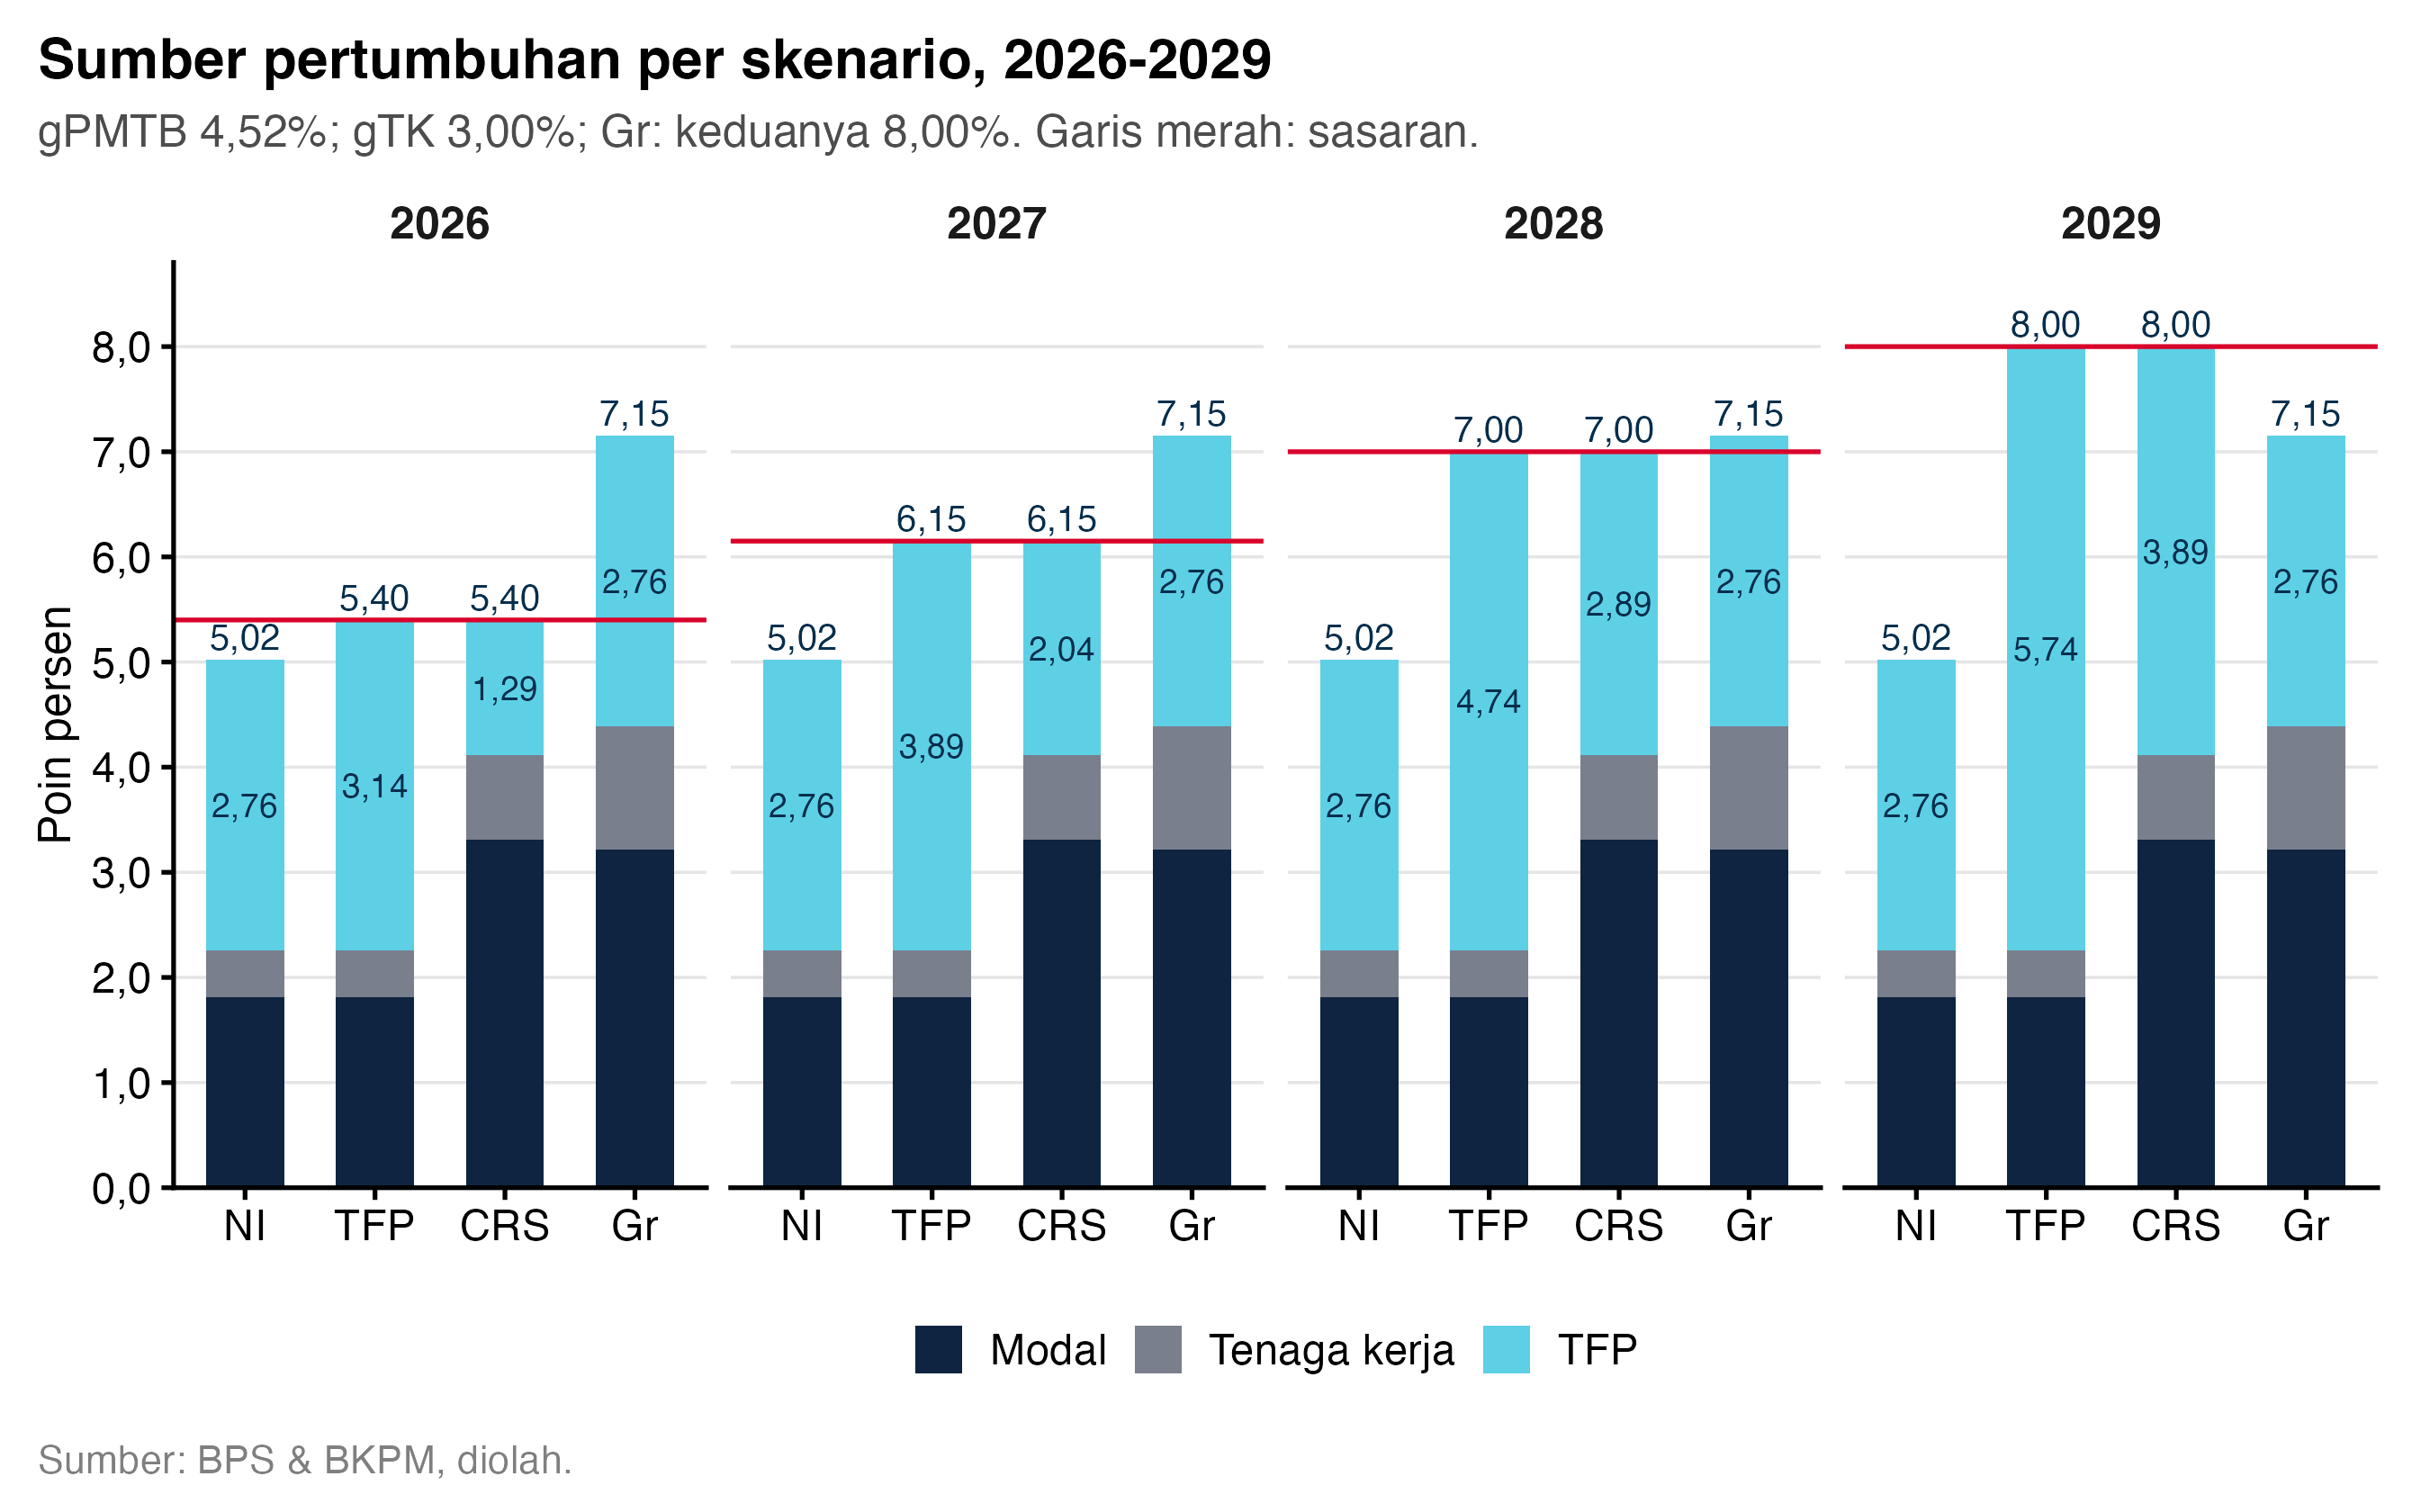 Sumber pertumbuhan per skenario, 2026-2029
gPMTB 4,52%; gTK 3,00%; Gr: keduanya 8,00%. Garis merah: sasaran.
2026 2027 2028 2029
Poin persen
8,0
7,0
6,0
5,0
4,0
3,0
2,0
1,0
0,0
5,02 5,40 5,40 7,15
2,76 3,14 1,29 2,76
NI TFP CRS Gr
5,02 6,15 6,15 7,15
2,76 3,89 2,04 2,76
NI TFP CRS Gr
5,02 7,00 7,00 7,15
2,76 4,74 2,89 2,76
NI TFP CRS Gr
5,02 8,00 8,00 7,15
2,76 5,74 3,89 2,76
NI TFP CRS Gr
Modal Tenaga kerja TFP
Sumber: BPS & BKPM, diolah.